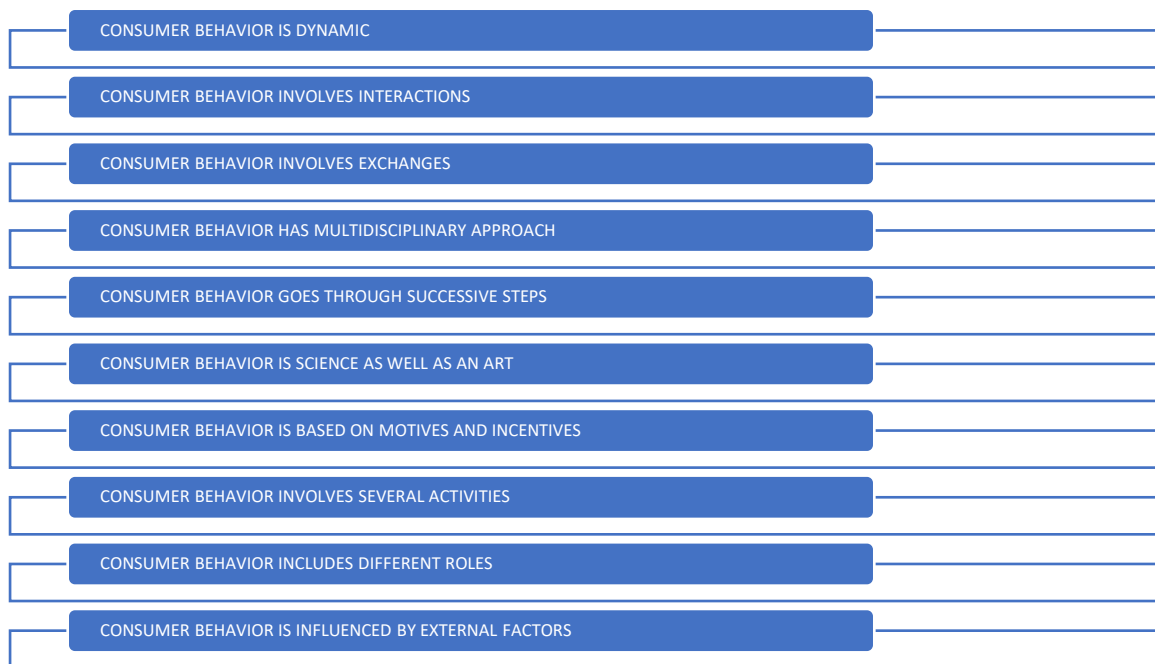 CONSUMER BEHAVIOR IS DYNAMIC
CONSUMER BEHAVIOR INVOLVES INTERACTIONS
CONSUMER BEHAVIOR INVOLVES EXCHANGES
CONSUMER BEHAVIOR HAS MULTIDISCIPLINARY APPROACH
CONSUMER BEHAVIOR GOES THROUGH SUCCESSIVE STEPS
CONSUMER BEHAVIOR IS SCIENCE AS WELL AS AN ART
CONSUMER BEHAVIOR IS BASED ON MOTIVES AND INCENTIVES
CONSUMER BEHAVIOR INVOLVES SEVERAL ACTIVITIES
CONSUMER BEHAVIOR INCLUDES DIFFERENT ROLES
CONSUMER BEHAVIOR IS INFLUENCED BY EXTERNAL FACTORS